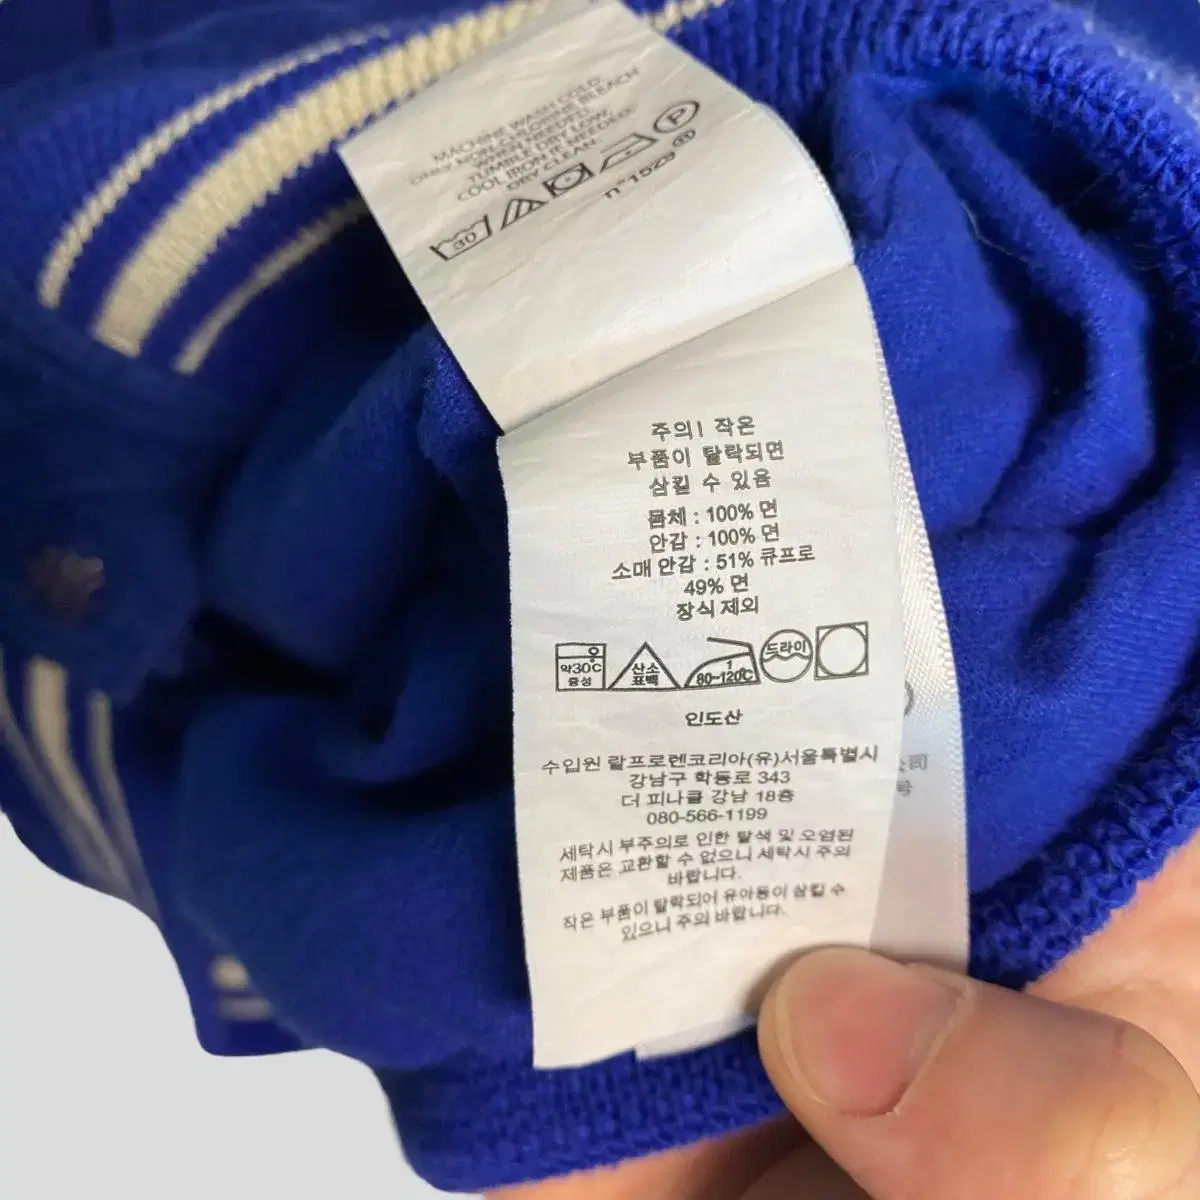 MACHINE WASH COLD.
ONLY NON-CHLORINE BLEACH
WHEN NEEDED.
TUMBLE DRY LOW.
COOL IRON IF NEEDED.
DRY CLEAN.
30
P
n°1529
주의! 작은
부품이 탈락되면
삼킬 수 있음
몸체 : 100% 면
안감 : 100% 면
소매 안감 : 51% 큐프로
49% 면
장식 제외
약30℃
중성
산소
표백
1
80~120℃
드라이
인도산
수입원 랄프로렌코리아(유)서울특별시
강남구 학동로 343
더 피나클 강남 18층
080-566-1199
세탁시 부주의로 인한 탈색 및 오염된
제품은 교환할 수 없으니 세탁시 주의
바랍니다.
작은 부품이 탈락되어 유아등이 삼킬 수
있으니 주의 바랍니다.